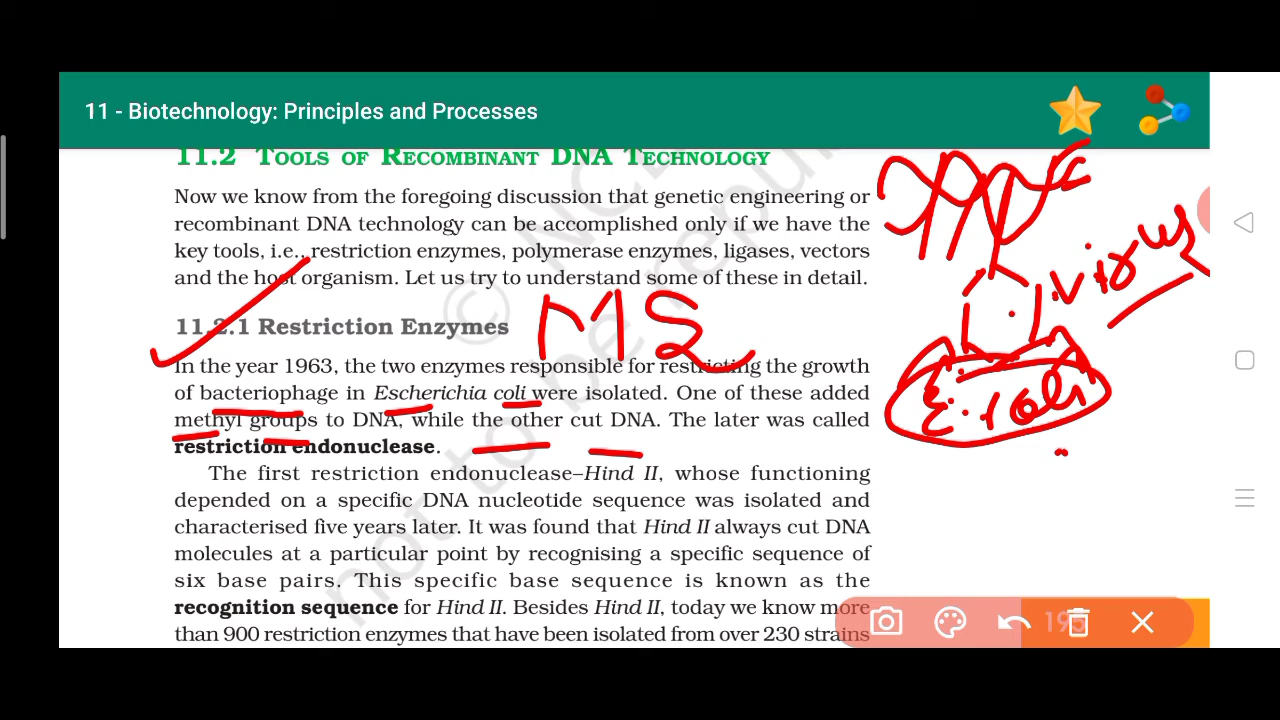 11 - Biotechnology: Principles and Processes
11.2 TOOLS OF RECOMBINANT DNA TECHNOLOGY
Now we know from the foregoing discussion that genetic engineering or
recombinant DNA technology can be accomplished only if we have the
key tools, i.e., restriction enzymes, polymerase enzymes, ligases, vectors
and the host organism. Let us try to understand some of these in detail.
11.2.1 Restriction Enzymes
In the year 1963, the two enzymes responsible for restricting the growth
of bacteriophage in Escherichia coli were isolated. One of these added
methyl groups to DNA, while the other cut DNA. The later was called
restriction endonuclease.
The first restriction endonuclease–Hind II, whose functioning
depended on a specific DNA nucleotide sequence was isolated and
characterised five years later. It was found that Hind II always cut DNA
molecules at a particular point by recognising a specific sequence of
six base pairs. This specific base sequence is known as the
recognition sequence for Hind II. Besides Hind II, today we know more
than 900 restriction enzymes that have been isolated from over 230 strains
virus
E. coli
195
© NCE
not to be republ